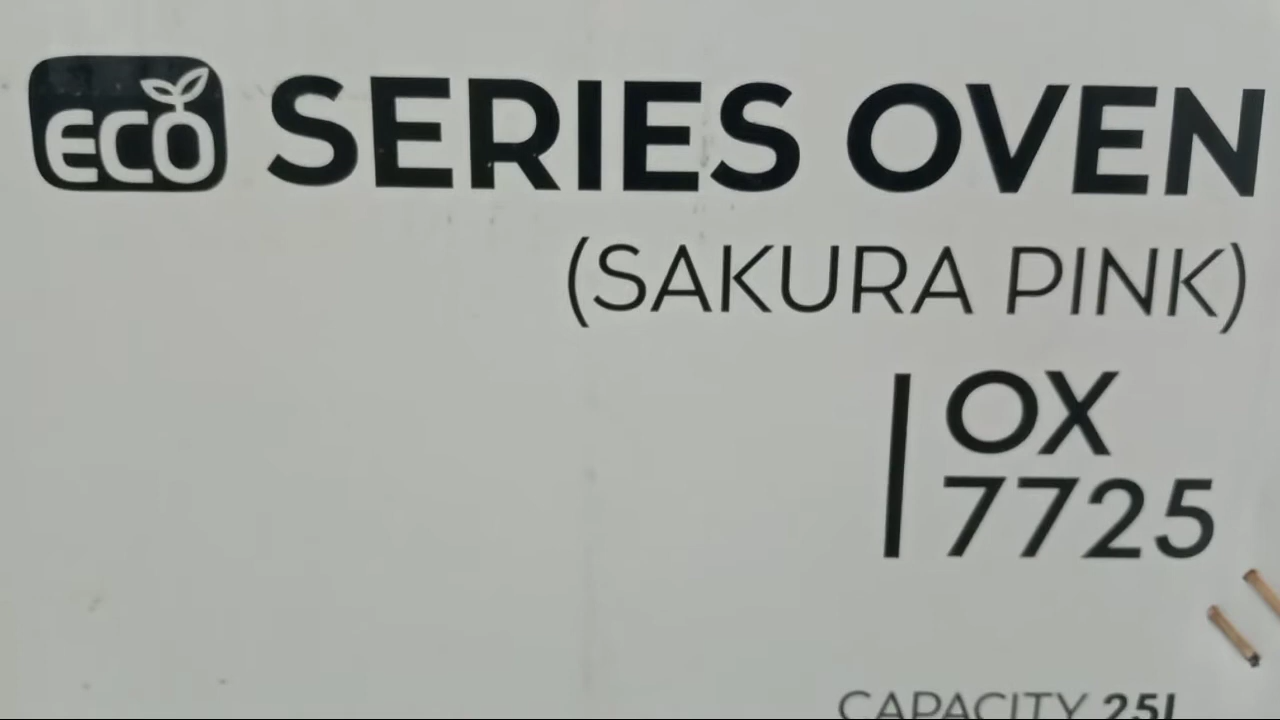 ECO SERIES OVEN
(SAKURA PINK)
OX
7725
CAPACITY 25L